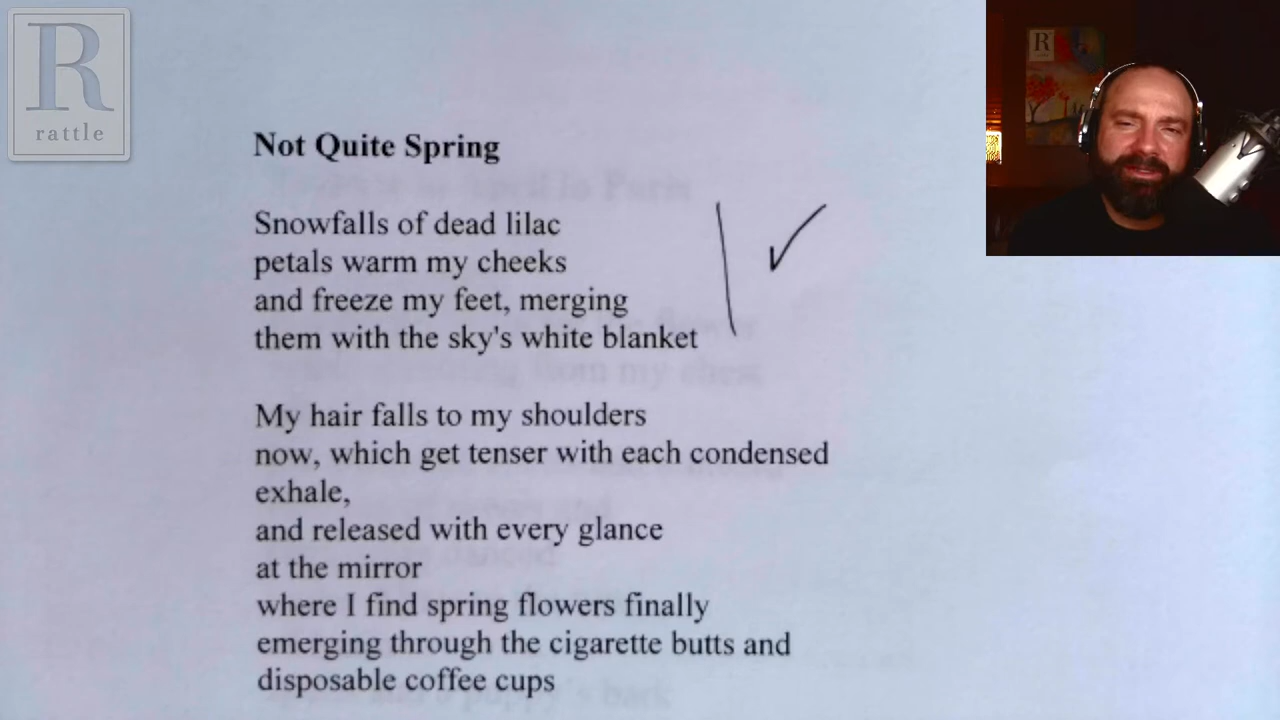 R
rattle
R
Not Quite Spring
Snowfalls of dead lilac
petals warm my cheeks
and freeze my feet, merging
them with the sky's white blanket
My hair falls to my shoulders
now, which get tenser with each condensed
exhale,
and released with every glance
at the mirror
where I find spring flowers finally
emerging through the cigarette butts and
disposable coffee cups